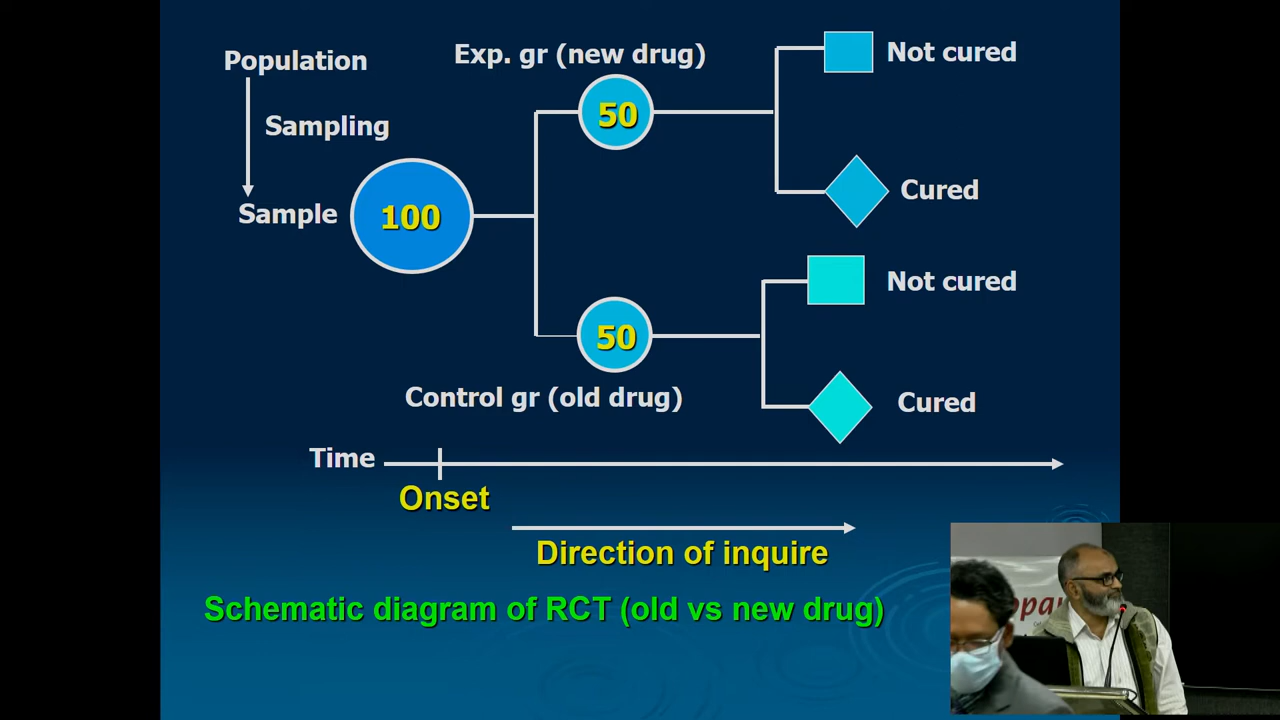 Population
Sampling
Sample
100
Exp. gr (new drug)
50
Not cured
Cured
50
Control gr (old drug)
Not cured
Cured
Time
Onset
Direction of inquire
Schematic diagram of RCT (old vs new drug)